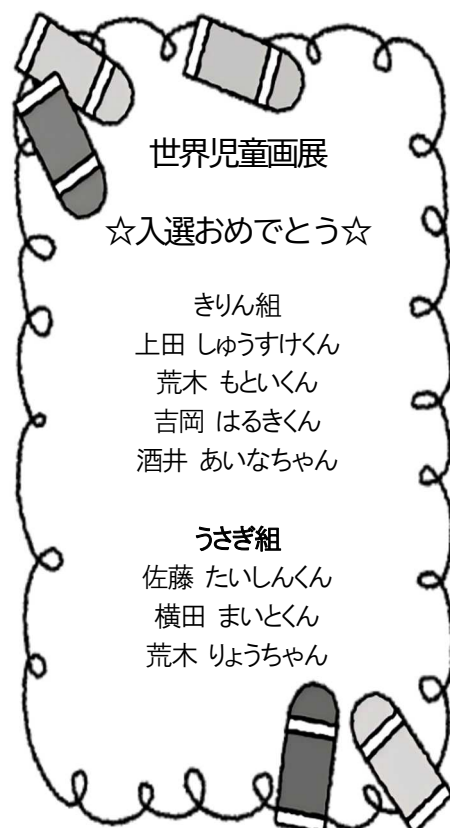 世界児童画展
☆入選おめでとう☆
きりん組
上田 しゅうすけくん
荒木 もといくん
吉岡 はるきくん
酒井 あいなちゃん
うさぎ組
佐藤 たいしんくん
横田 まいとくん
荒木 りょうちゃん